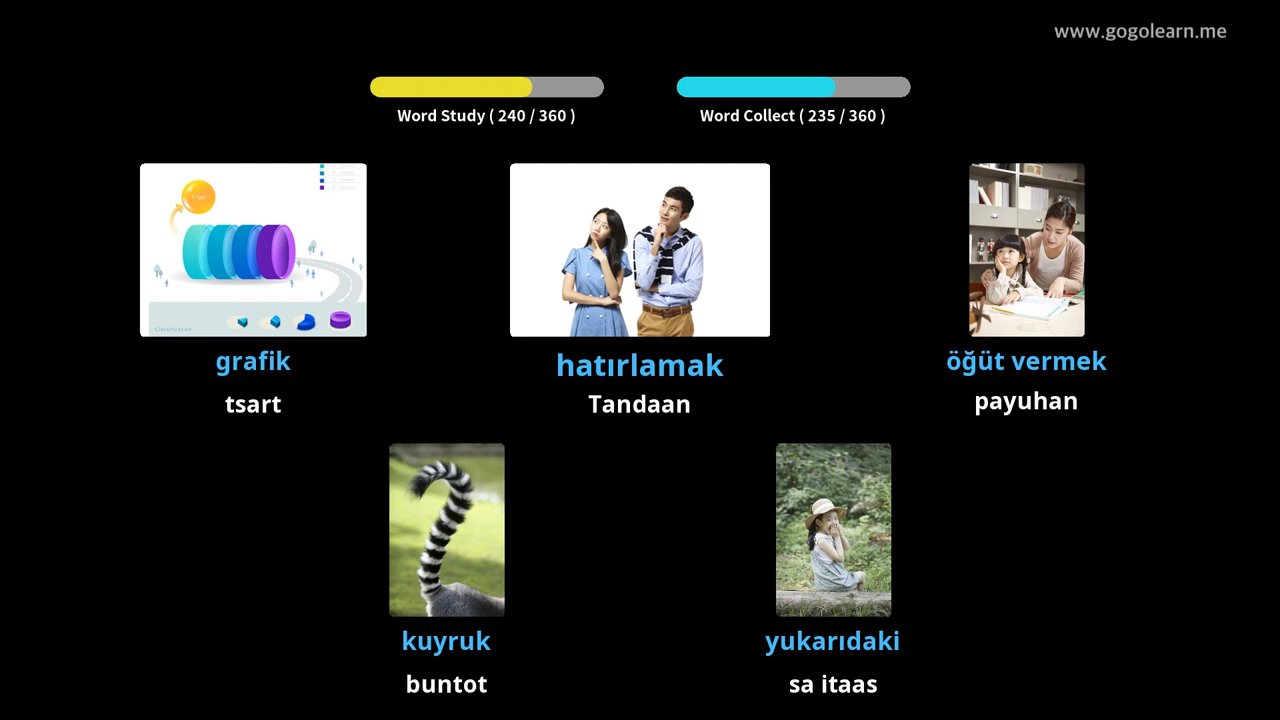 www.gogolearn.me
Word Study ( 240 / 360 )
Word Collect ( 235 / 360 )
Classification
grafik
tsart
hatırlamak
Tandaan
öğüt vermek
payuhan
kuyruk
buntot
yukarıdaki
sa itaas